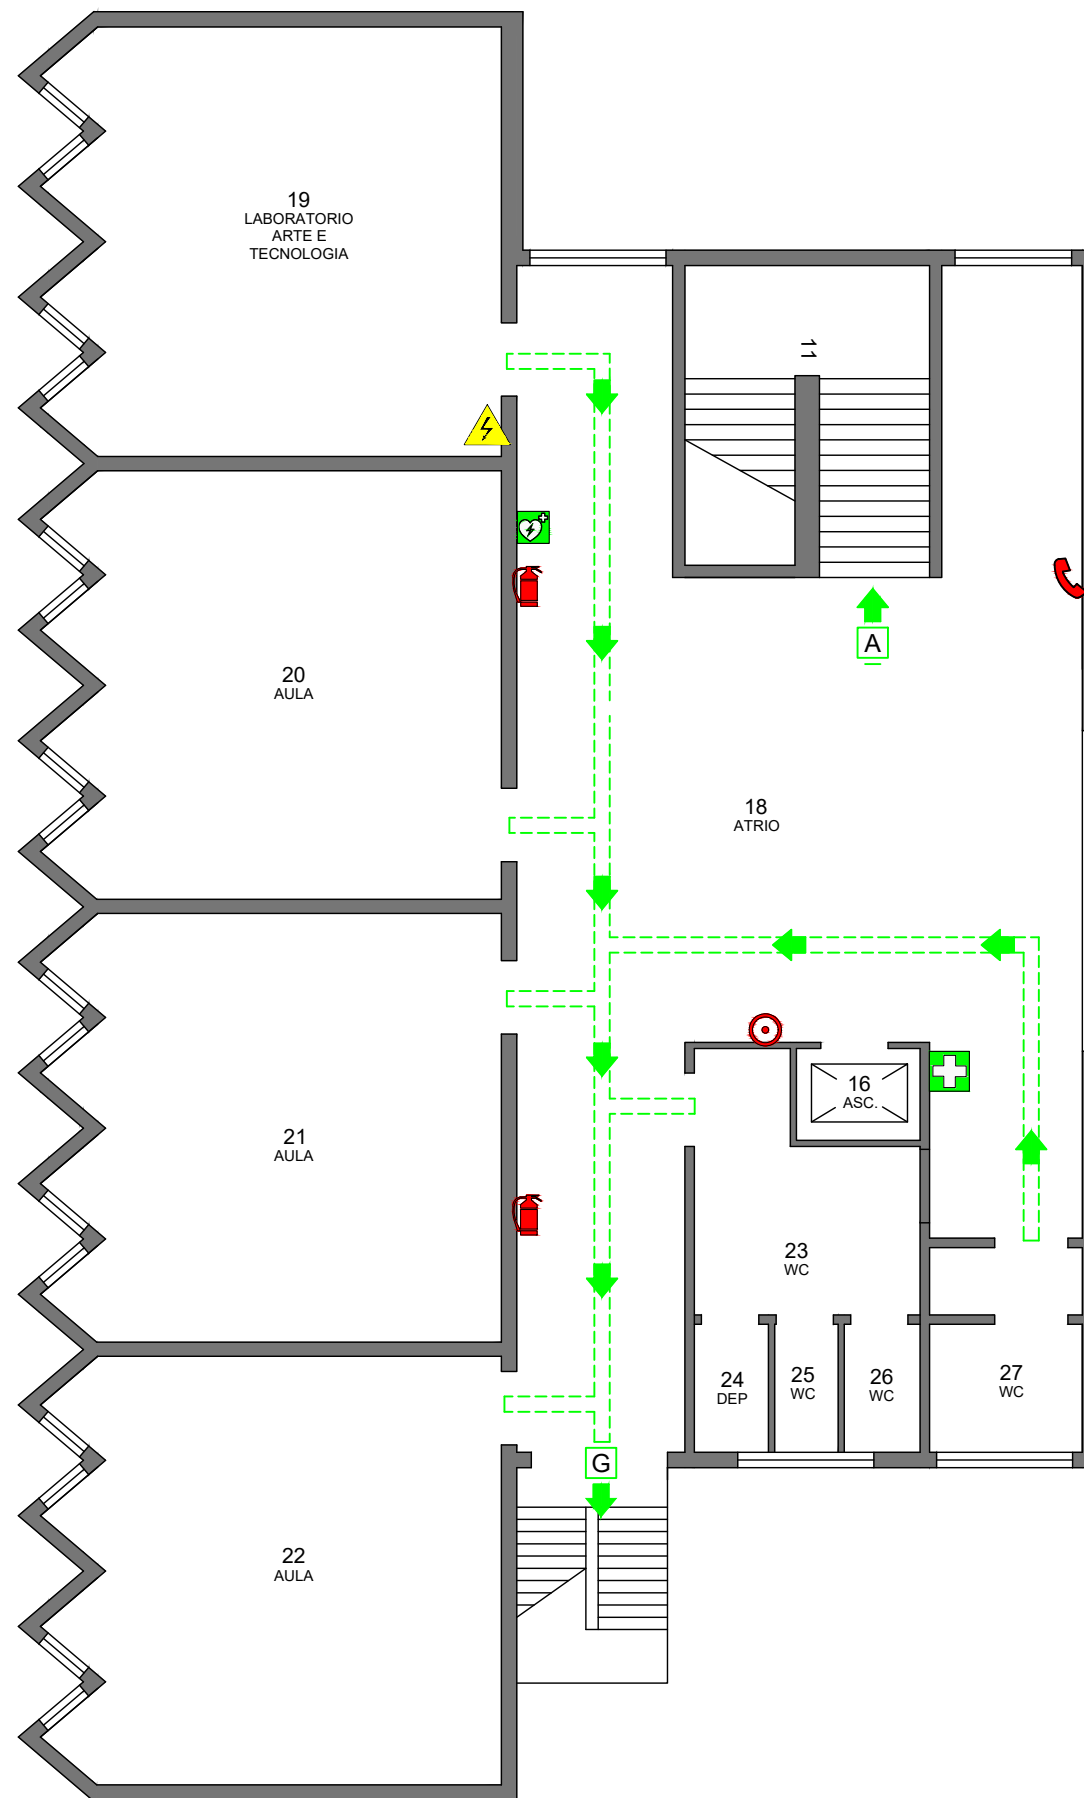 19
LABORATORIO
ARTE E
TECNOLOGIA
11
A
20
AULA
18
ATRIO
16
ASC.
21
AULA
23
WC
24
DEP
25
WC
26
WC
27
WC
G
22
AULA